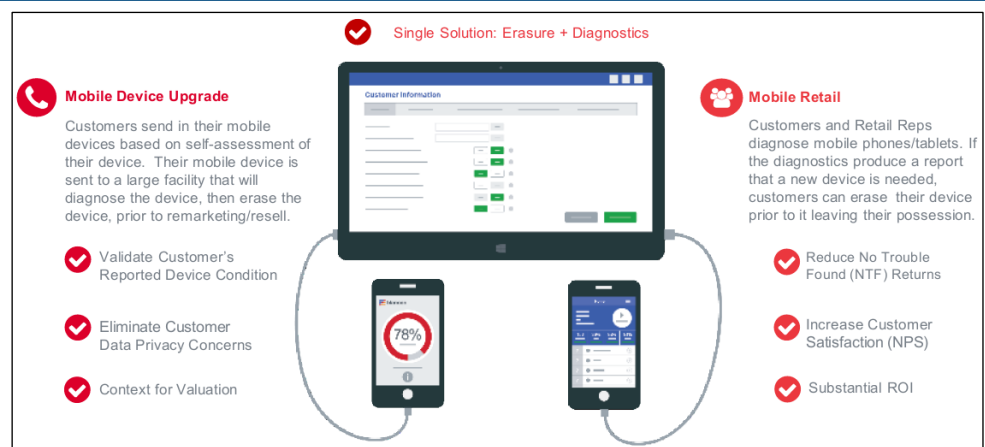 Single Solution: Erasure + Diagnostics
Mobile Device Upgrade
Customers send in their mobile
devices based on self-assessment of
their device.  Their mobile device is
sent to a large facility that will
diagnose the device, then erase the
device, prior to remarketing/resell.
Validate Customer's
Reported Device Condition
Eliminate Customer
Data Privacy Concerns
Context for Valuation
Customer Information
78%
Mobile Retail
Customers and Retail Reps
diagnose mobile phones/tablets. If
the diagnostics produce a report
that a new device is needed,
customers can erase  their device
prior to it leaving their possession.
Reduce No Trouble
Found (NTF) Returns
Increase Customer
Satisfaction (NPS)
Substantial ROI